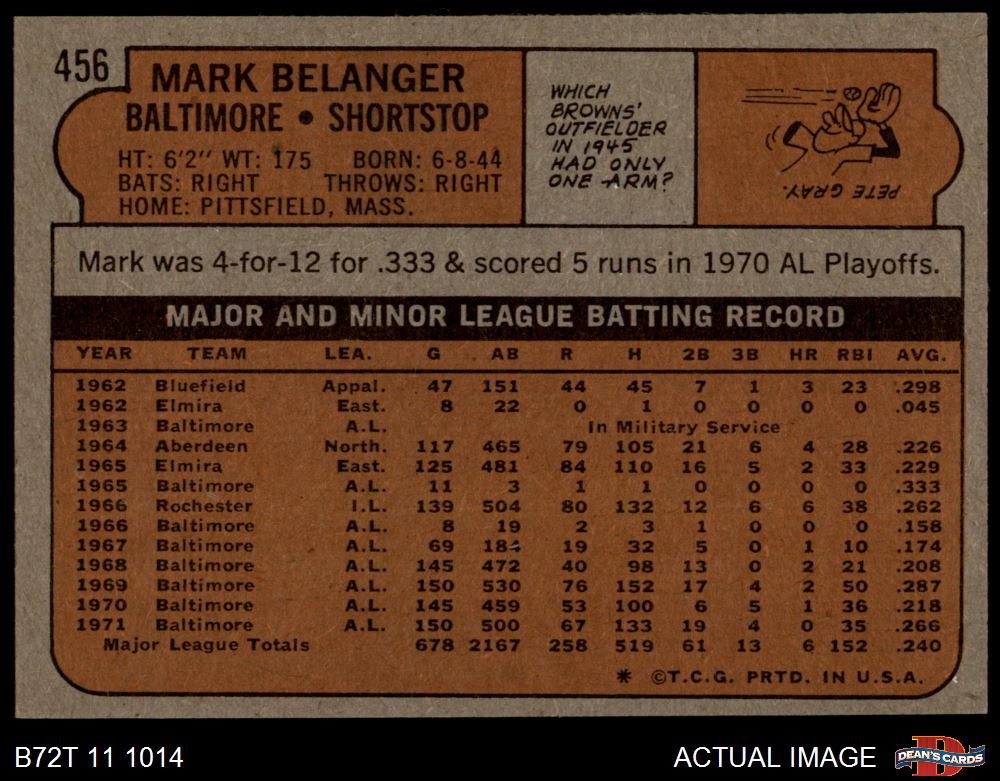 456
MARK BELANGER
BALTIMORE • SHORTSTOP
HT: 6'2" WT: 175 BORN: 6-8-44
BATS: RIGHT THROWS: RIGHT
HOME: PITTSFIELD, MASS.
WHICH
BROWNS'
OUTFIELDER
IN 1945
HAD ONLY
ONE ARM?
PETE GRAY.
Mark was 4-for-12 for .333 & scored 5 runs in 1970 AL Playoffs.
MAJOR AND MINOR LEAGUE BATTING RECORD
YEAR TEAM LEA. G AB R H 2B 3B HR RBI AVG.
1962 Bluefield Appal. 47 151 44 45 7 1 3 23 .298
1962 Elmira East. 8 22 0 1 0 0 0 0 .045
1963 Baltimore A.L. In Military Service
1964 Aberdeen North. 117 465 79 105 21 6 4 28 .226
1965 Elmira East. 125 481 84 110 16 5 2 33 .229
1965 Baltimore A.L. 11 3 1 1 0 0 0 0 .333
1966 Rochester I.L. 139 504 80 132 12 6 6 38 .262
1966 Baltimore A.L. 8 19 2 3 1 0 0 0 .158
1967 Baltimore A.L. 69 184 19 32 5 0 1 10 .174
1968 Baltimore A.L. 145 472 40 98 13 0 2 21 .208
1969 Baltimore A.L. 150 530 76 152 17 4 2 50 .287
1970 Baltimore A.L. 145 459 53 100 6 5 1 36 .218
1971 Baltimore A.L. 150 500 67 133 19 4 0 35 .266
Major League Totals 678 2167 258 519 61 13 6 152 .240
* ©T.C.G. PRTD. IN U.S.A.
B72T 11 1014
ACTUAL IMAGE
DEAN'S CARDS